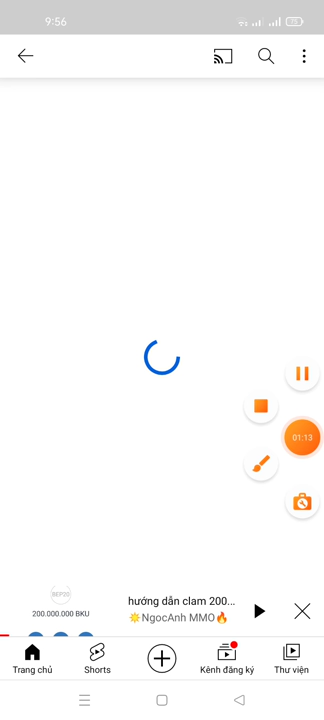 9:56
01:13
BEP20
200.000.000 BKU
hướng dẫn clam 200...
☀️NgocAnh MMO🔥
Trang chủ
Shorts
Kênh đăng ký
Thư viện